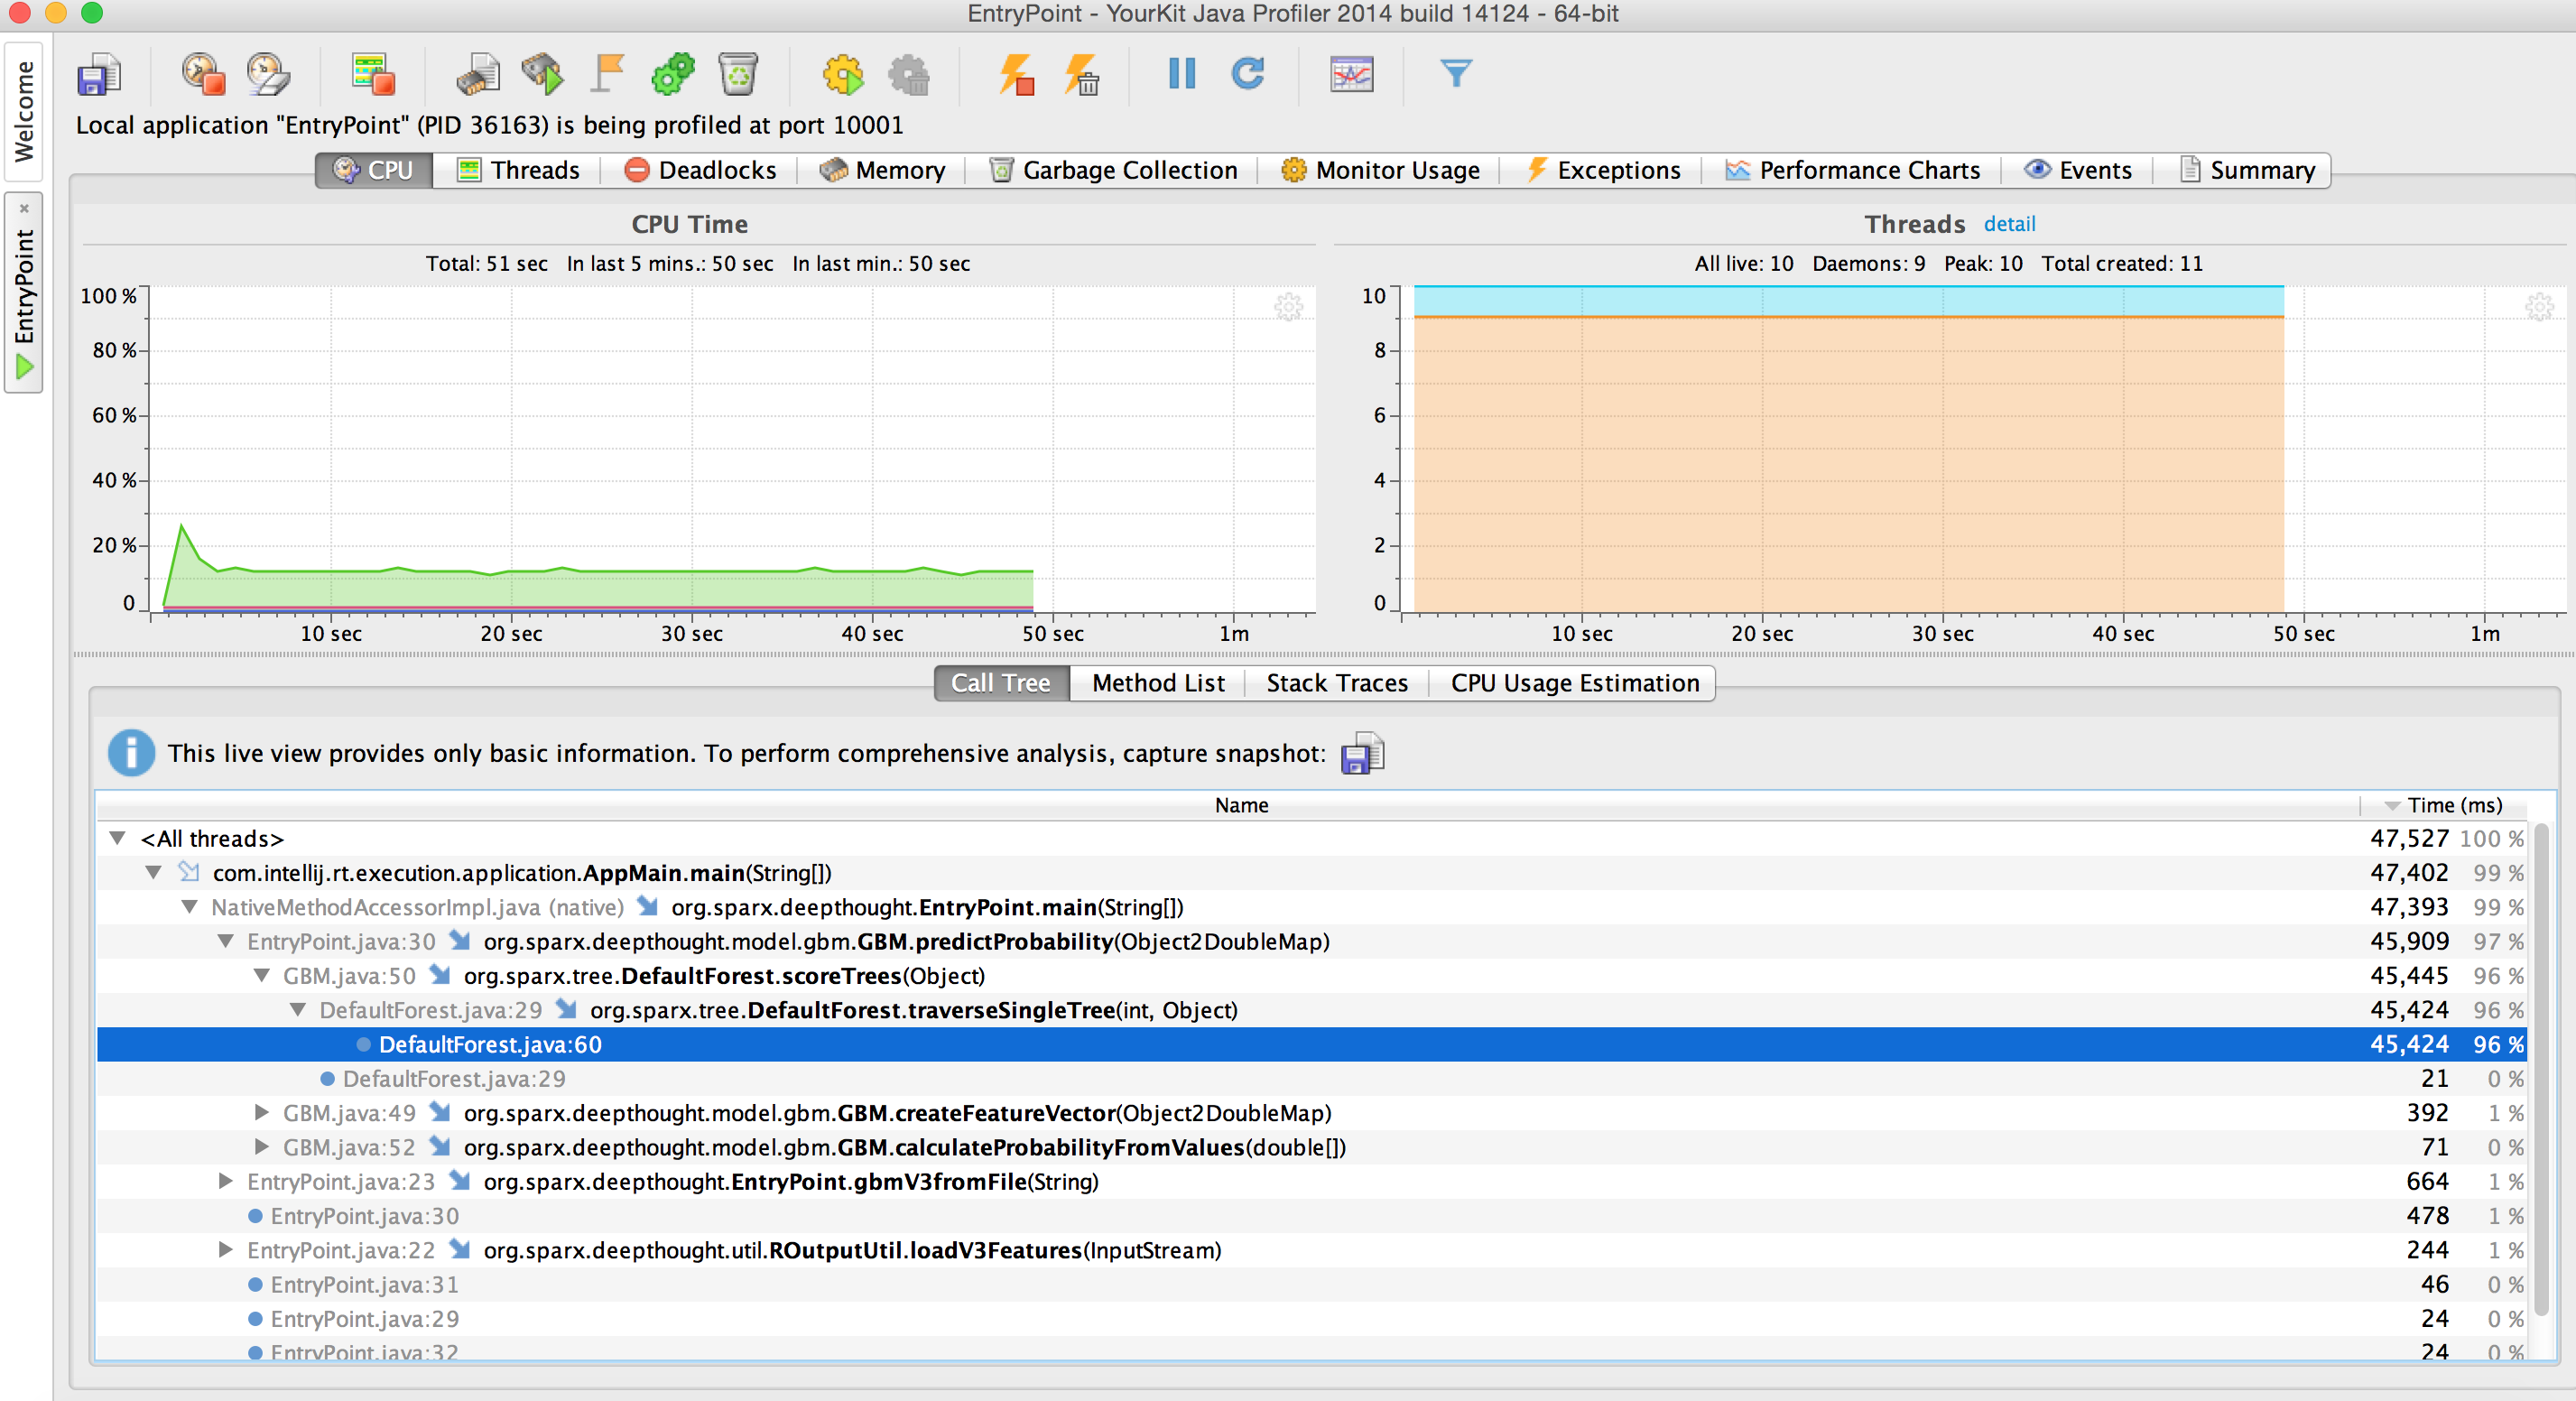 EntryPoint - YourKit Java Profiler 2014 build 14124 - 64-bit
Welcome
EntryPoint
Local application "EntryPoint" (PID 36163) is being profiled at port 10001
CPU Threads Deadlocks Memory Garbage Collection Monitor Usage Exceptions Performance Charts Events Summary
CPU Time
Total: 51 sec In last 5 mins.: 50 sec In last min.: 50 sec
100 %
80 %
60 %
40 %
20 %
0
10 sec 20 sec 30 sec 40 sec 50 sec 1m
Threads detail
All live: 10 Daemons: 9 Peak: 10 Total created: 11
10
8
6
4
2
0
10 sec 20 sec 30 sec 40 sec 50 sec 1m
Call Tree Method List Stack Traces CPU Usage Estimation
This live view provides only basic information. To perform comprehensive analysis, capture snapshot:
Name Time (ms)
<All threads> 47,527 100 %
com.intellij.rt.execution.application.AppMain.main(String[]) 47,402 99 %
NativeMethodAccessorImpl.java (native) org.sparx.deepthought.EntryPoint.main(String[]) 47,393 99 %
EntryPoint.java:30 org.sparx.deepthought.model.gbm.GBM.predictProbability(Object2DoubleMap) 45,909 97 %
GBM.java:50 org.sparx.tree.DefaultForest.scoreTrees(Object) 45,445 96 %
DefaultForest.java:29 org.sparx.tree.DefaultForest.traverseSingleTree(int, Object) 45,424 96 %
DefaultForest.java:60 45,424 96 %
DefaultForest.java:29 21 0 %
GBM.java:49 org.sparx.deepthought.model.gbm.GBM.createFeatureVector(Object2DoubleMap) 392 1 %
GBM.java:52 org.sparx.deepthought.model.gbm.GBM.calculateProbabilityFromValues(double[]) 71 0 %
EntryPoint.java:23 org.sparx.deepthought.EntryPoint.gbmV3fromFile(String) 664 1 %
EntryPoint.java:30 478 1 %
EntryPoint.java:22 org.sparx.deepthought.util.ROutputUtil.loadV3Features(InputStream) 244 1 %
EntryPoint.java:31 46 0 %
EntryPoint.java:29 24 0 %
EntryPoint.java:32 24 0 %